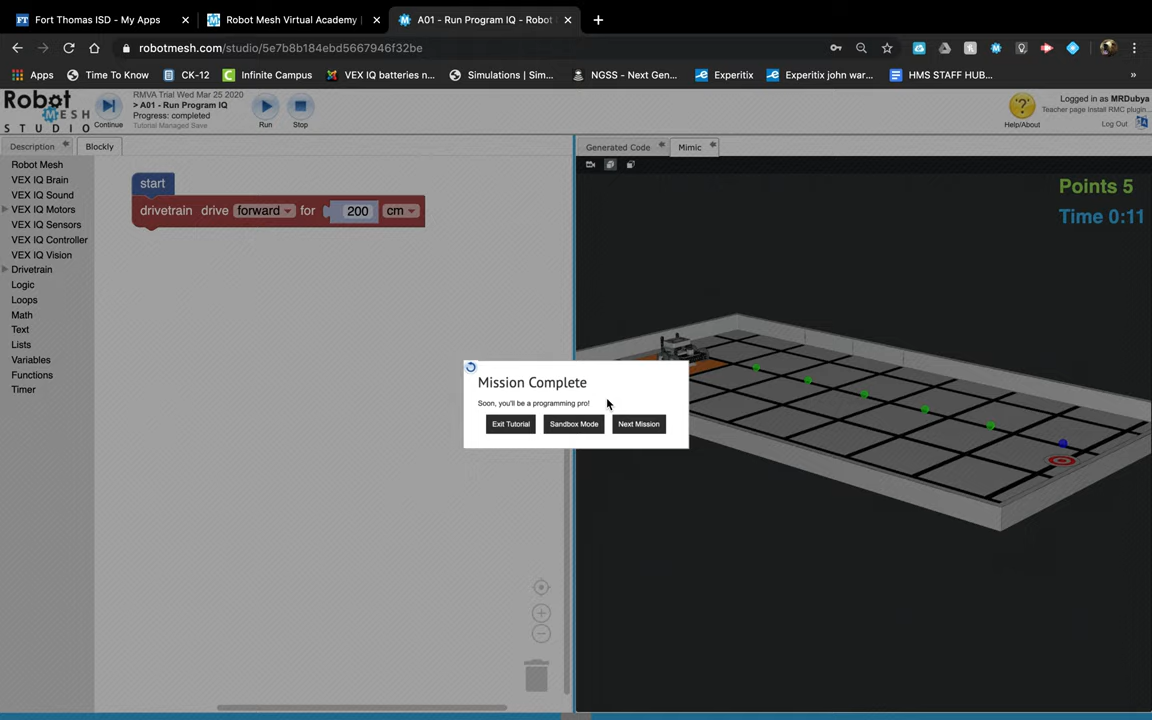 Fort Thomas ISD - My Apps
Robot Mesh Virtual Academy
A01 - Run Program IQ - Robot
robotmesh.com/studio/5e7b8b184ebd5667946f32be
Apps Time To Know CK-12 Infinite Campus VEX IQ batteries n... Simulations | Sim... NGSS - Next Gen... Experitix Experitix john war... HMS STAFF HUB...
Robot
MESH
STUDIO
Continue
RMVA Trial Wed Mar 25 2020
> A01 - Run Program IQ
Progress: completed
Tutorial Managed Save
Run
Stop
Help/About
Logged in as MRDubya
Teacher page Install RMC plugin...
Log Out
Description
Blockly
Generated Code
Mimic
Robot Mesh
VEX IQ Brain
VEX IQ Sound
VEX IQ Motors
VEX IQ Sensors
VEX IQ Controller
VEX IQ Vision
Drivetrain
Logic
Loops
Math
Text
Lists
Variables
Functions
Timer
start
drivetrain drive forward for 200 cm
Points 5
Time 0:11
Mission Complete
Soon, you'll be a programming pro!
Exit Tutorial
Sandbox Mode
Next Mission